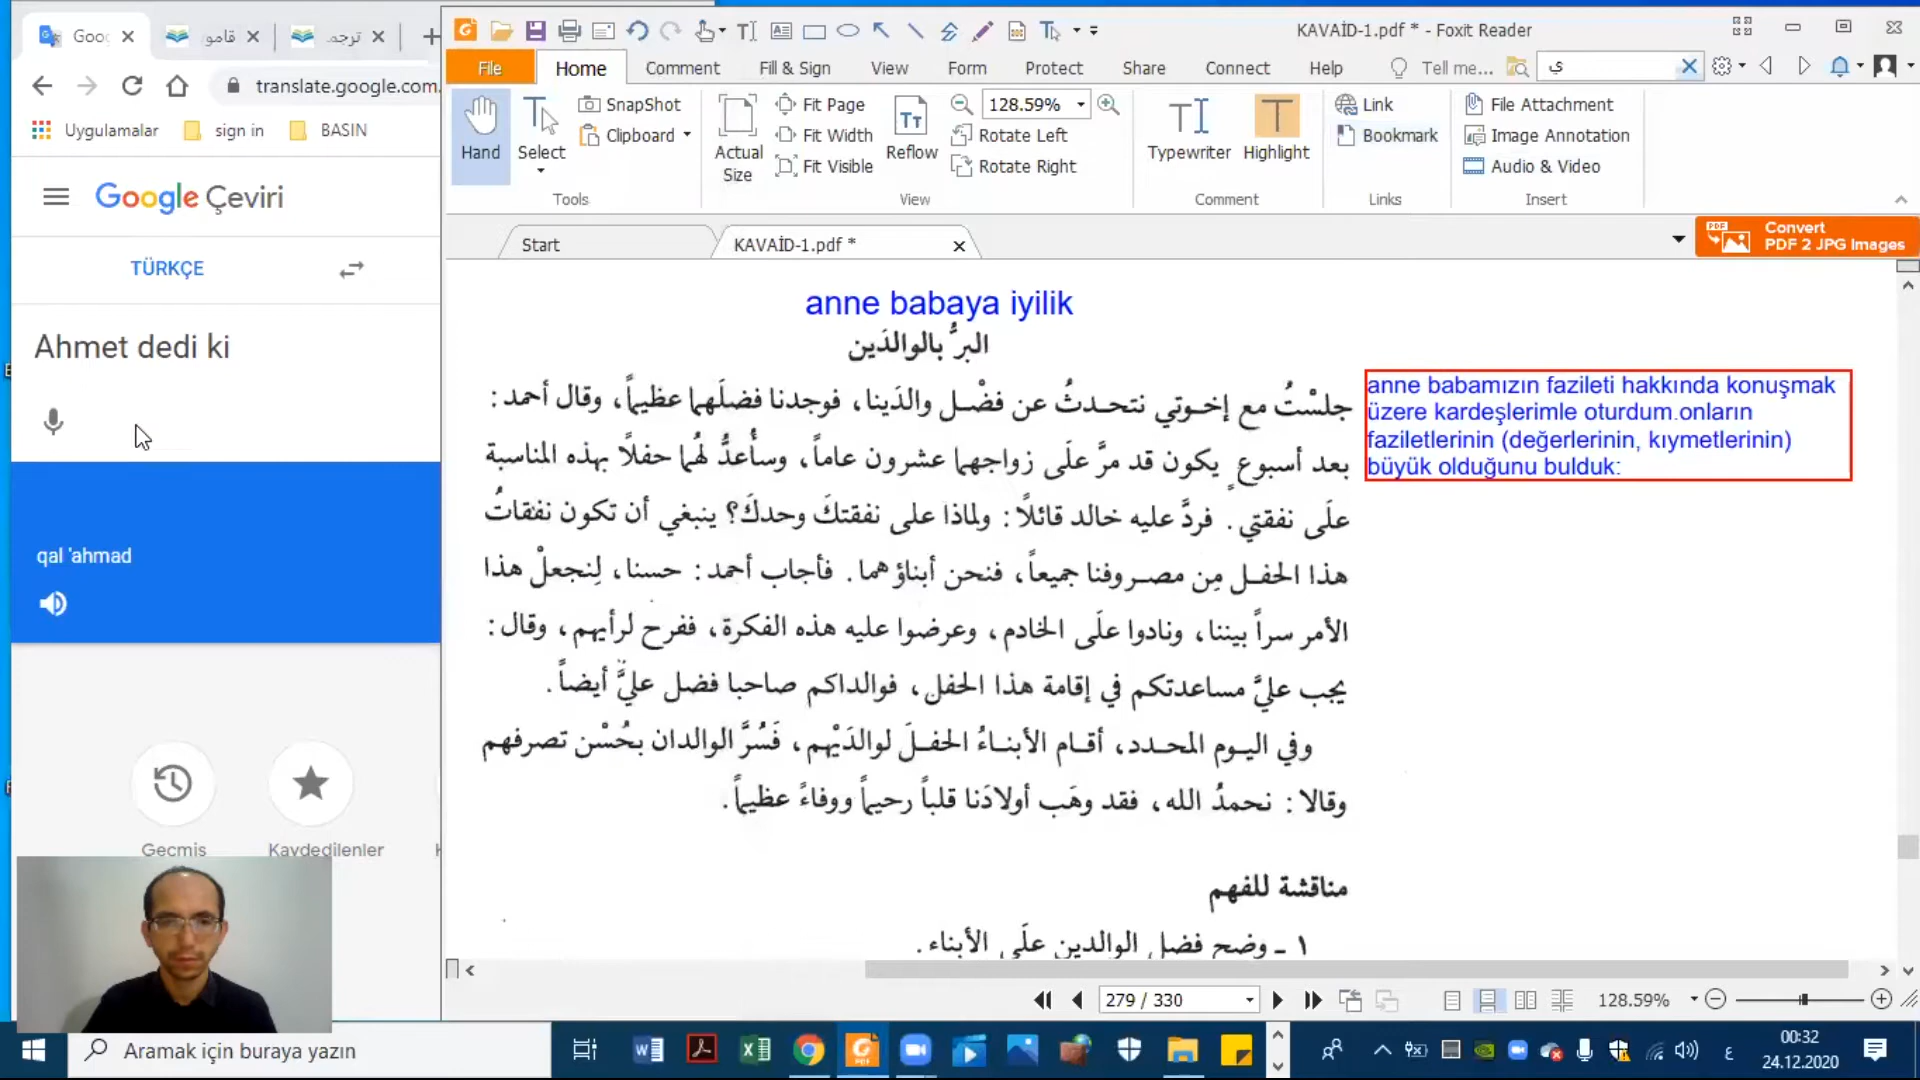 Goo
قامو
ترجم
KAVAİD-1.pdf * - Foxit Reader
File
Home
Comment
Fill & Sign
View
Form
Protect
Share
Connect
Help
Tell me...
ي
translate.google.com.
Uygulamalar
sign in
BASIN
Hand
Select
SnapShot
Clipboard
Actual Size
Fit Page
Fit Width
Fit Visible
Reflow
128.59%
Rotate Left
Rotate Right
Typewriter
Highlight
Link
Bookmark
File Attachment
Image Annotation
Audio & Video
Tools
View
Comment
Links
Insert
Start
KAVAİD-1.pdf *
Convert
PDF 2 JPG Images
Google Çeviri
TÜRKÇE
Ahmet dedi ki
qal 'ahmad
Geçmiş
Kaydedilenler
anne babaya iyilik
البرُّ بالوالدَين
جلسْتُ مع إخوتي نتحدثُ عن فضْل والدَينا، فوجدنا فضلَهما عظيماً، وقال أحمد :
بعد أسبوعٍ يكون قد مرَّ علَى زواجهما عشرون عاماً، وسأُعدُّ لهُما حفلاً بهذه المناسبة
علَى نفقتي. فردَّ عليه خالد قائلاً : ولماذا على نفقتكَ وحدكَ؟ ينبغي أن تكون نفقاتُ
هذا الحفل مِن مصروفنا جميعاً، فنحن أبناؤهما. فأجاب أحمد : حسنا، لِنجعلْ هذا
الأمر سراً بيننا، ونادوا علَى الخادم، وعرضوا عليه هذه الفكرة، ففرح لرأيهم، وقال :
يجب عليَّ مساعدتكم في إقامة هذا الحفل، فوالداكم صاحبا فضل عليَّ أيضاً.
وفي اليوم المحدد، أقام الأبناءُ الحفلَ لوالدَيْهم، فَسُرَّ الوالدان بحُسْن تصرفهم
وقالا : نحمدُ الله، فقد وهَب أولادَنا قلباً رحيماً ووفاءً عظيماً.
مناقشة للفهم
١ - وضح فضل الوالدين علَى الأبناء.
anne babamızın fazileti hakkında konuşmak
üzere kardeşlerimle oturdum.onların
faziletlerinin (değerlerinin, kıymetlerinin)
büyük olduğunu bulduk:
279 / 330
128.59%
Aramak için buraya yazın
ع
00:32
24.12.2020